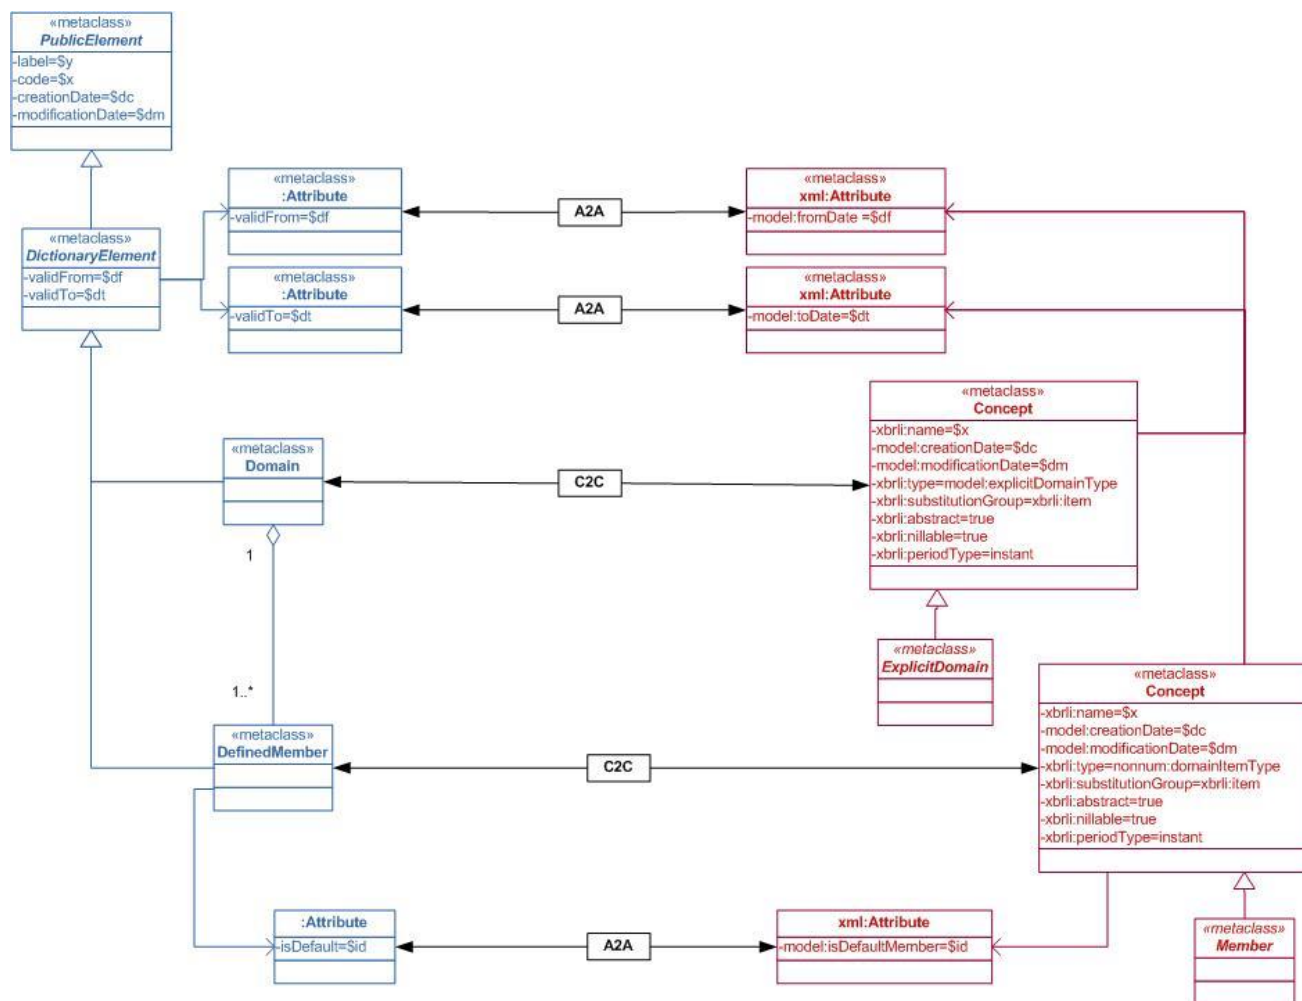 «metaclass»
PublicElement
-label=$y
-code=$x
-creationDate=$dc
-modificationDate=$dm
«metaclass»
:Attribute
-validFrom=$df
A2A
«metaclass»
xml:Attribute
-model:fromDate =$df
«metaclass»
DictionaryElement
-validFrom=$df
-validTo=$dt
«metaclass»
:Attribute
-validTo=$dt
A2A
«metaclass»
xml:Attribute
-model:toDate=$dt
«metaclass»
Domain
C2C
«metaclass»
Concept
-xbrli:name=$x
-model:creationDate=$dc
-model:modificationDate=$dm
-xbrli:type=model:explicitDomainType
-xbrli:substitutionGroup=xbrli:item
-xbrli:abstract=true
-xbrli:nillable=true
-xbrli:periodType=instant
1
1..*
«metaclass»
ExplicitDomain
«metaclass»
DefinedMember
C2C
«metaclass»
Concept
-xbrli:name=$x
-model:creationDate=$dc
-model:modificationDate=$dm
-xbrli:type=nonnum:domainItemType
-xbrli:substitutionGroup=xbrli:item
-xbrli:abstract=true
-xbrli:nillable=true
-xbrli:periodType=instant
:Attribute
-isDefault=$id
A2A
xml:Attribute
-model:isDefaultMember=$id
«metaclass»
Member